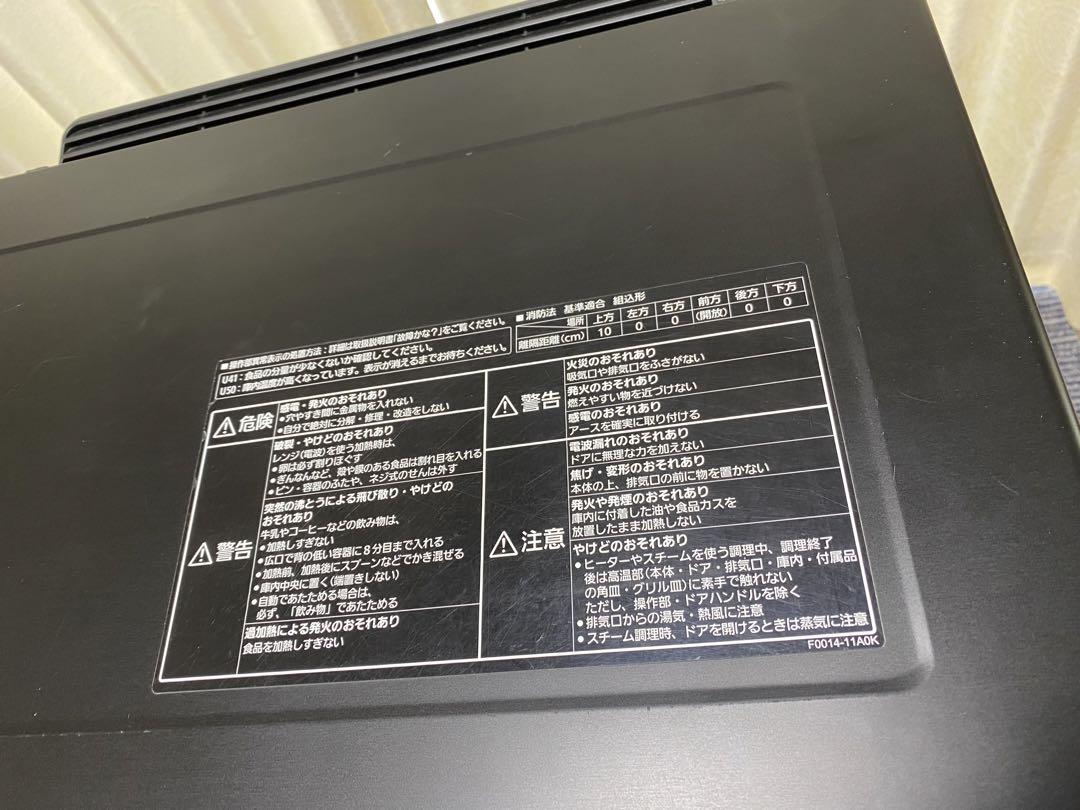 ■操作部異常表示の処置方法：詳細は取扱説明書「故障かな？」をご覧ください。
U41：食品の分量が少なくないか確認してください。
U50：庫内温度が高くなっています。表示が消えるまでお待ちください。
■消防法 基準適合 組込形
場所 上方 左方 右方 前方 後方 下方
離隔距離(cm) 10 0 0 (開放) 0 0
危険
感電・発火のおそれあり
●穴やすき間に金属物を入れない
●自分で絶対に分解・修理・改造をしない
警告
破裂・やけどのおそれあり
レンジ(電波)を使う加熱時は、
●卵は必ず割りほぐす
●ぎんなんなど、殻や膜のある食品は割れ目を入れる
●ビン・容器のふたや、ネジ式のせんは外す
突然の沸とうによる飛び散り・やけどの
おそれあり
牛乳やコーヒーなどの飲み物は、
●加熱しすぎない
●広口で背の低い容器に8分目まで入れる
●加熱前、加熱後にスプーンなどでかき混ぜる
●庫内中央に置く(端置きしない)
●自動であたためる場合は、
必ず、「飲み物」であたためる
過加熱による発火のおそれあり
食品を加熱しすぎない
警告
火災のおそれあり
吸気口や排気口をふさがない
発火のおそれあり
燃えやすい物を近づけない
感電のおそれあり
アースを確実に取り付ける
注意
電波漏れのおそれあり
ドアに無理な力を加えない
焦げ・変形のおそれあり
本体の上、排気口の前に物を置かない
発火や発煙のおそれあり
庫内に付着した油や食品カスを
放置したまま加熱しない
やけどのおそれあり
●ヒーターやスチームを使う調理中、調理終了
後は高温部(本体・ドア・排気口・庫内・付属品
の角皿・グリル皿)に素手で触れない
ただし、操作部・ドアハンドルを除く
●排気口からの湯気・熱風に注意
●スチーム調理時、ドアを開けるときは蒸気に注意
F0014-11A0K